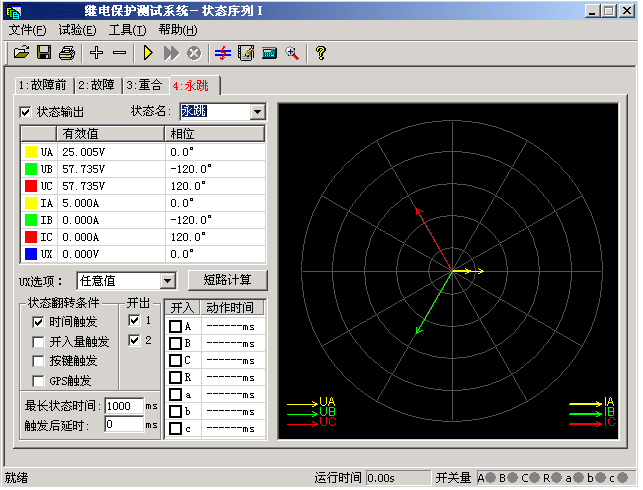 继电保护测试系统－状态序列 I
文件(F) 试验(E) 工具(T) 帮助(H)
1:故障前 2:故障 3:重合 4:永跳
状态输出 状态名: 永跳
有效值 相位
UA 25.005V 0.0°
UB 57.735V -120.0°
UC 57.735V 120.0°
IA 5.000A 0.0°
IB 0.000A -120.0°
IC 0.000A 120.0°
UX 0.000V 0.0°
UX选项: 任意值 短路计算
状态翻转条件 开出
时间触发 1
开入量触发 2
按键触发
GPS触发
最长状态时间: 1000 ms
触发后延时: 0 ms
开入 动作时间
A ------ms
B ------ms
C ------ms
R ------ms
a ------ms
b ------ms
c ------ms
UA
UB
UC
IA
IB
IC
就绪 运行时间 0.00s 开关量 A B C R a b c